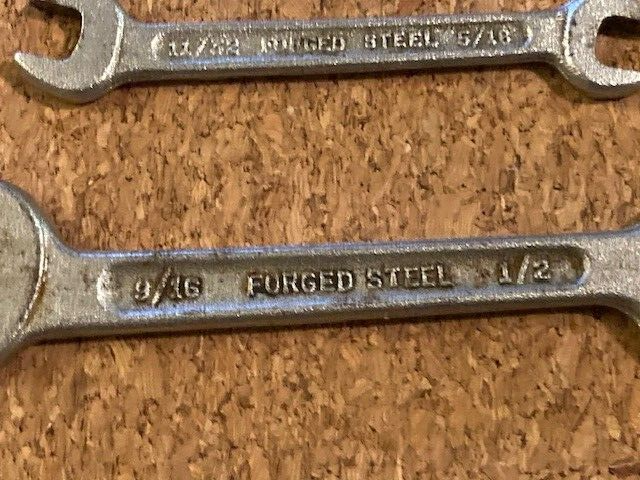 11/32 FORGED STEEL 5/16
9/16 FORGED STEEL 1/2